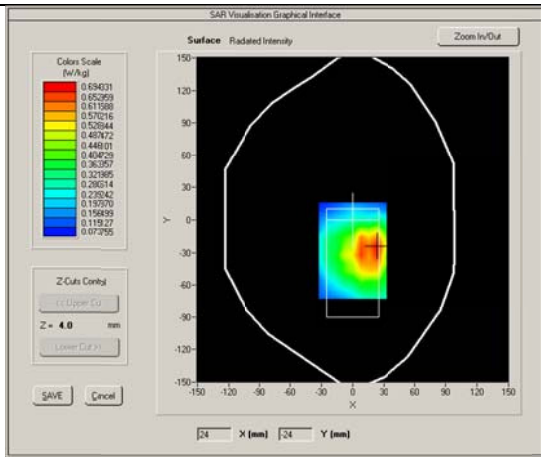 SAR Visualisation Graphical Interface
Surface Radiated Intensity
Zoom In/Out
Colors Scale
(W/kg)
0.694331
0.652959
0.611588
0.570216
0.528844
0.487472
0.446101
0.404729
0.363357
0.321985
0.280614
0.239242
0.197870
0.156499
0.115127
0.073755
Z-Cuts Control
<< Upper Cut
Z = 4.0 mm
Lower Cut >>
SAVE
Cancel
150
120
90
60
30
0
-30
-60
-90
-120
-150
Y
-150 -120 -90 -60 -30 0 30 60 90 120 150
X
24 X (mm) -24 Y (mm)